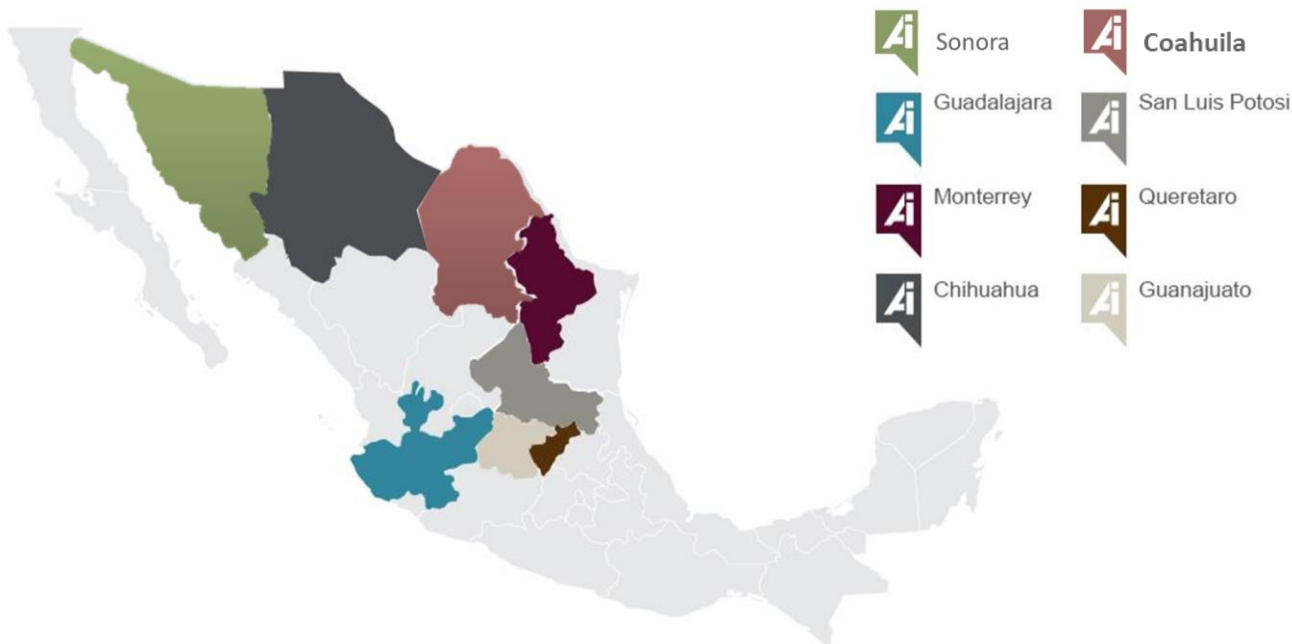 Ai Sonora
Ai Coahuila
Ai Guadalajara
Ai San Luis Potosi
Ai Monterrey
Ai Queretaro
Ai Chihuahua
Ai Guanajuato